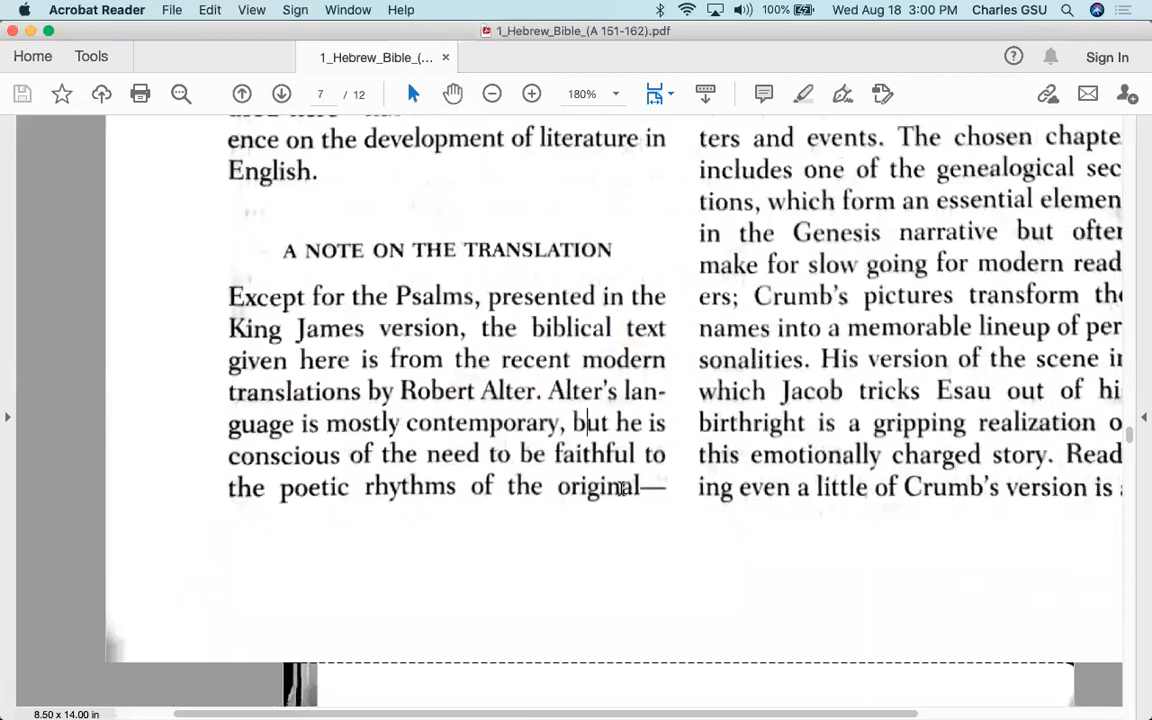 Acrobat Reader File Edit View Sign Window Help 100% Wed Aug 18 3:00 PM Charles GSU
1_Hebrew_Bible_(A 151-162).pdf
Home Tools 1_Hebrew_Bible_(... × Sign In
7 / 12 180%
ence on the development of literature in
English.
A NOTE ON THE TRANSLATION
Except for the Psalms, presented in the
King James version, the biblical text
given here is from the recent modern
translations by Robert Alter. Alter's lan-
guage is mostly contemporary, but he is
conscious of the need to be faithful to
the poetic rhythms of the original—
ters and events. The chosen chapte
includes one of the genealogical sec
tions, which form an essential elemen
in the Genesis narrative but ofter
make for slow going for modern read
ers; Crumb's pictures transform the
names into a memorable lineup of per
sonalities. His version of the scene in
which Jacob tricks Esau out of hi
birthright is a gripping realization o
this emotionally charged story. Read
ing even a little of Crumb's version is
8.50 x 14.00 in